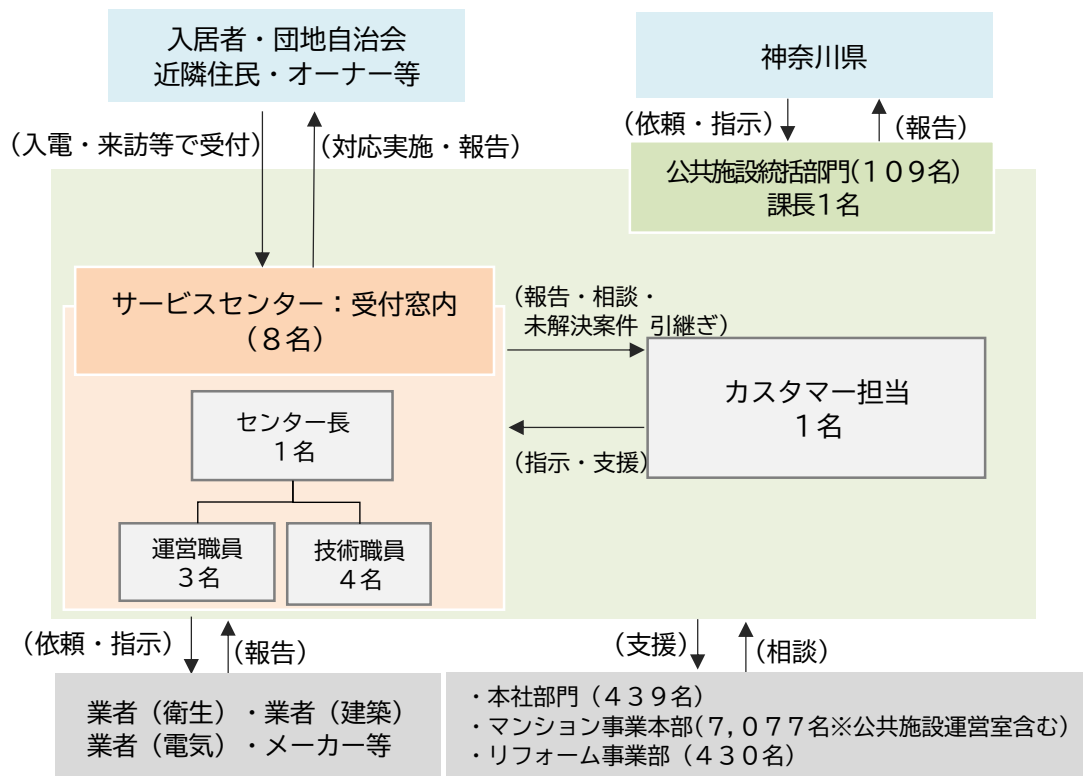 入居者・団地自治会
近隣住民・オーナー等
神奈川県
(入電・来訪等で受付)
(対応実施・報告)
(依頼・指示)
(報告)
公共施設統括部門(109名)
課長1名
サービスセンター：受付窓内
(8名)
(報告・相談・
未解決案件 引継ぎ)
カスタマー担当
1名
センター長
1名
(指示・支援)
運営職員
3名
技術職員
4名
(依頼・指示)
(報告)
(支援)
(相談)
業者（衛生）・業者（建築）
業者（電気）・メーカー等
・本社部門（439名）
・マンション事業本部(7,077名※公共施設運営室含む)
・リフォーム事業部（430名）